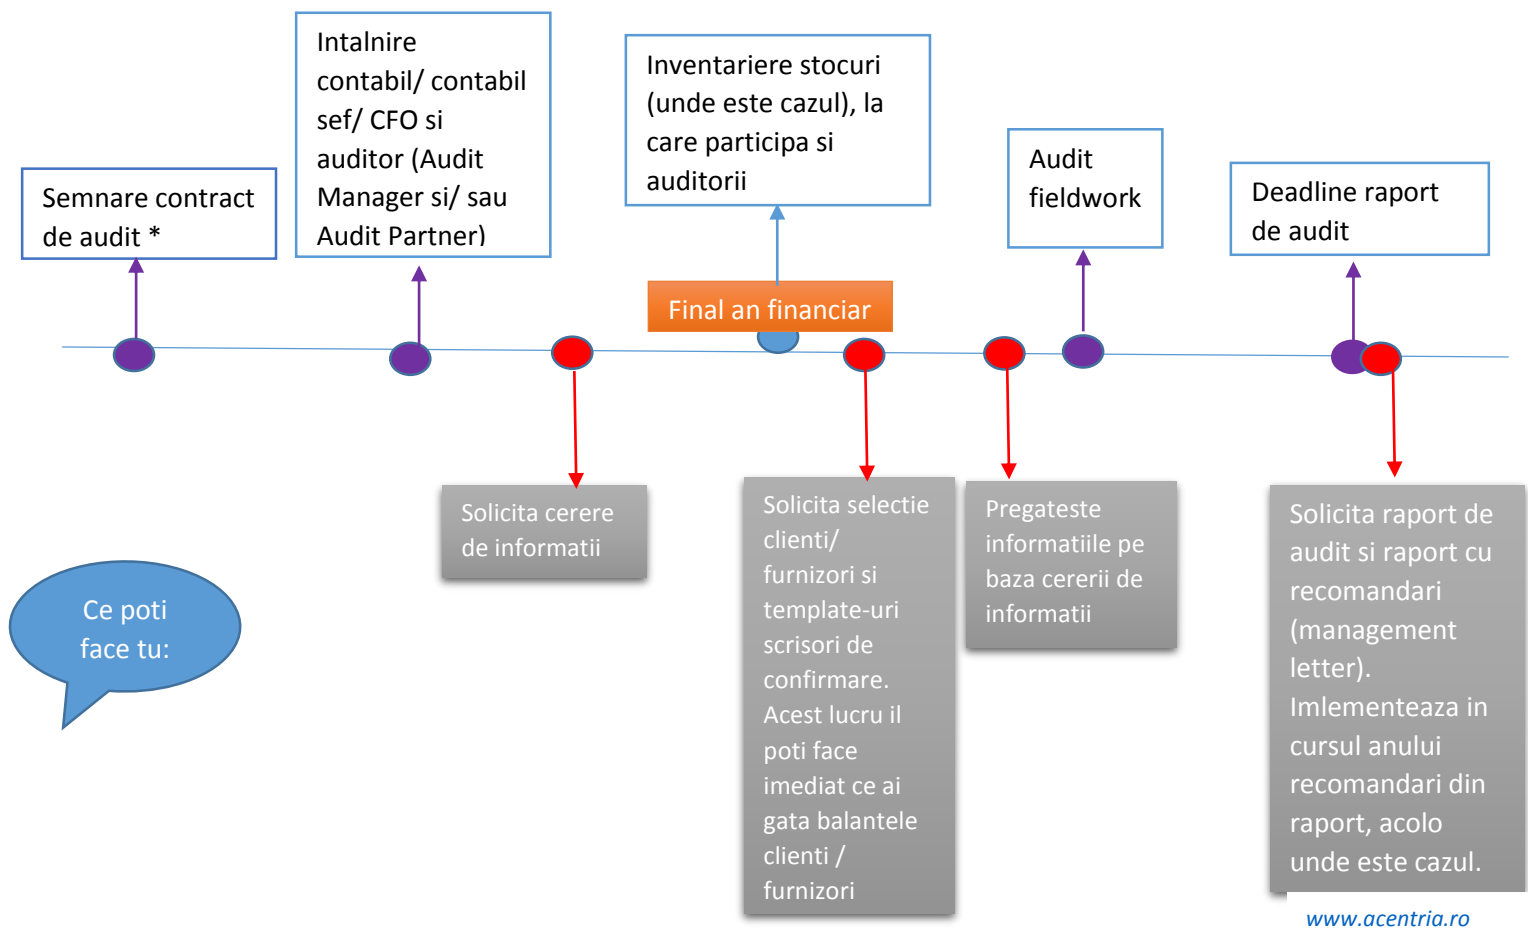 Semnare contract
de audit *
Intalnire
contabil/ contabil
sef/ CFO si
auditor (Audit
Manager si/ sau
Audit Partner)
Inventariere stocuri
(unde este cazul), la
care participa si
auditorii
Audit
fieldwork
Deadline raport
de audit
Final an financiar
Ce poti
face tu:
Solicita cerere
de informatii
Solicita selectie
clienti/
furnizori si
template-uri
scrisori de
confirmare.
Acest lucru il
poti face
imediat ce ai
gata balantele
clienti /
furnizori
Pregateste
informatiile pe
baza cererii de
informatii
Solicita raport de
audit si raport cu
recomandari
(management
letter).
Imlementeaza in
cursul anului
recomandari din
raport, acolo
unde este cazul.
www.acentria.ro